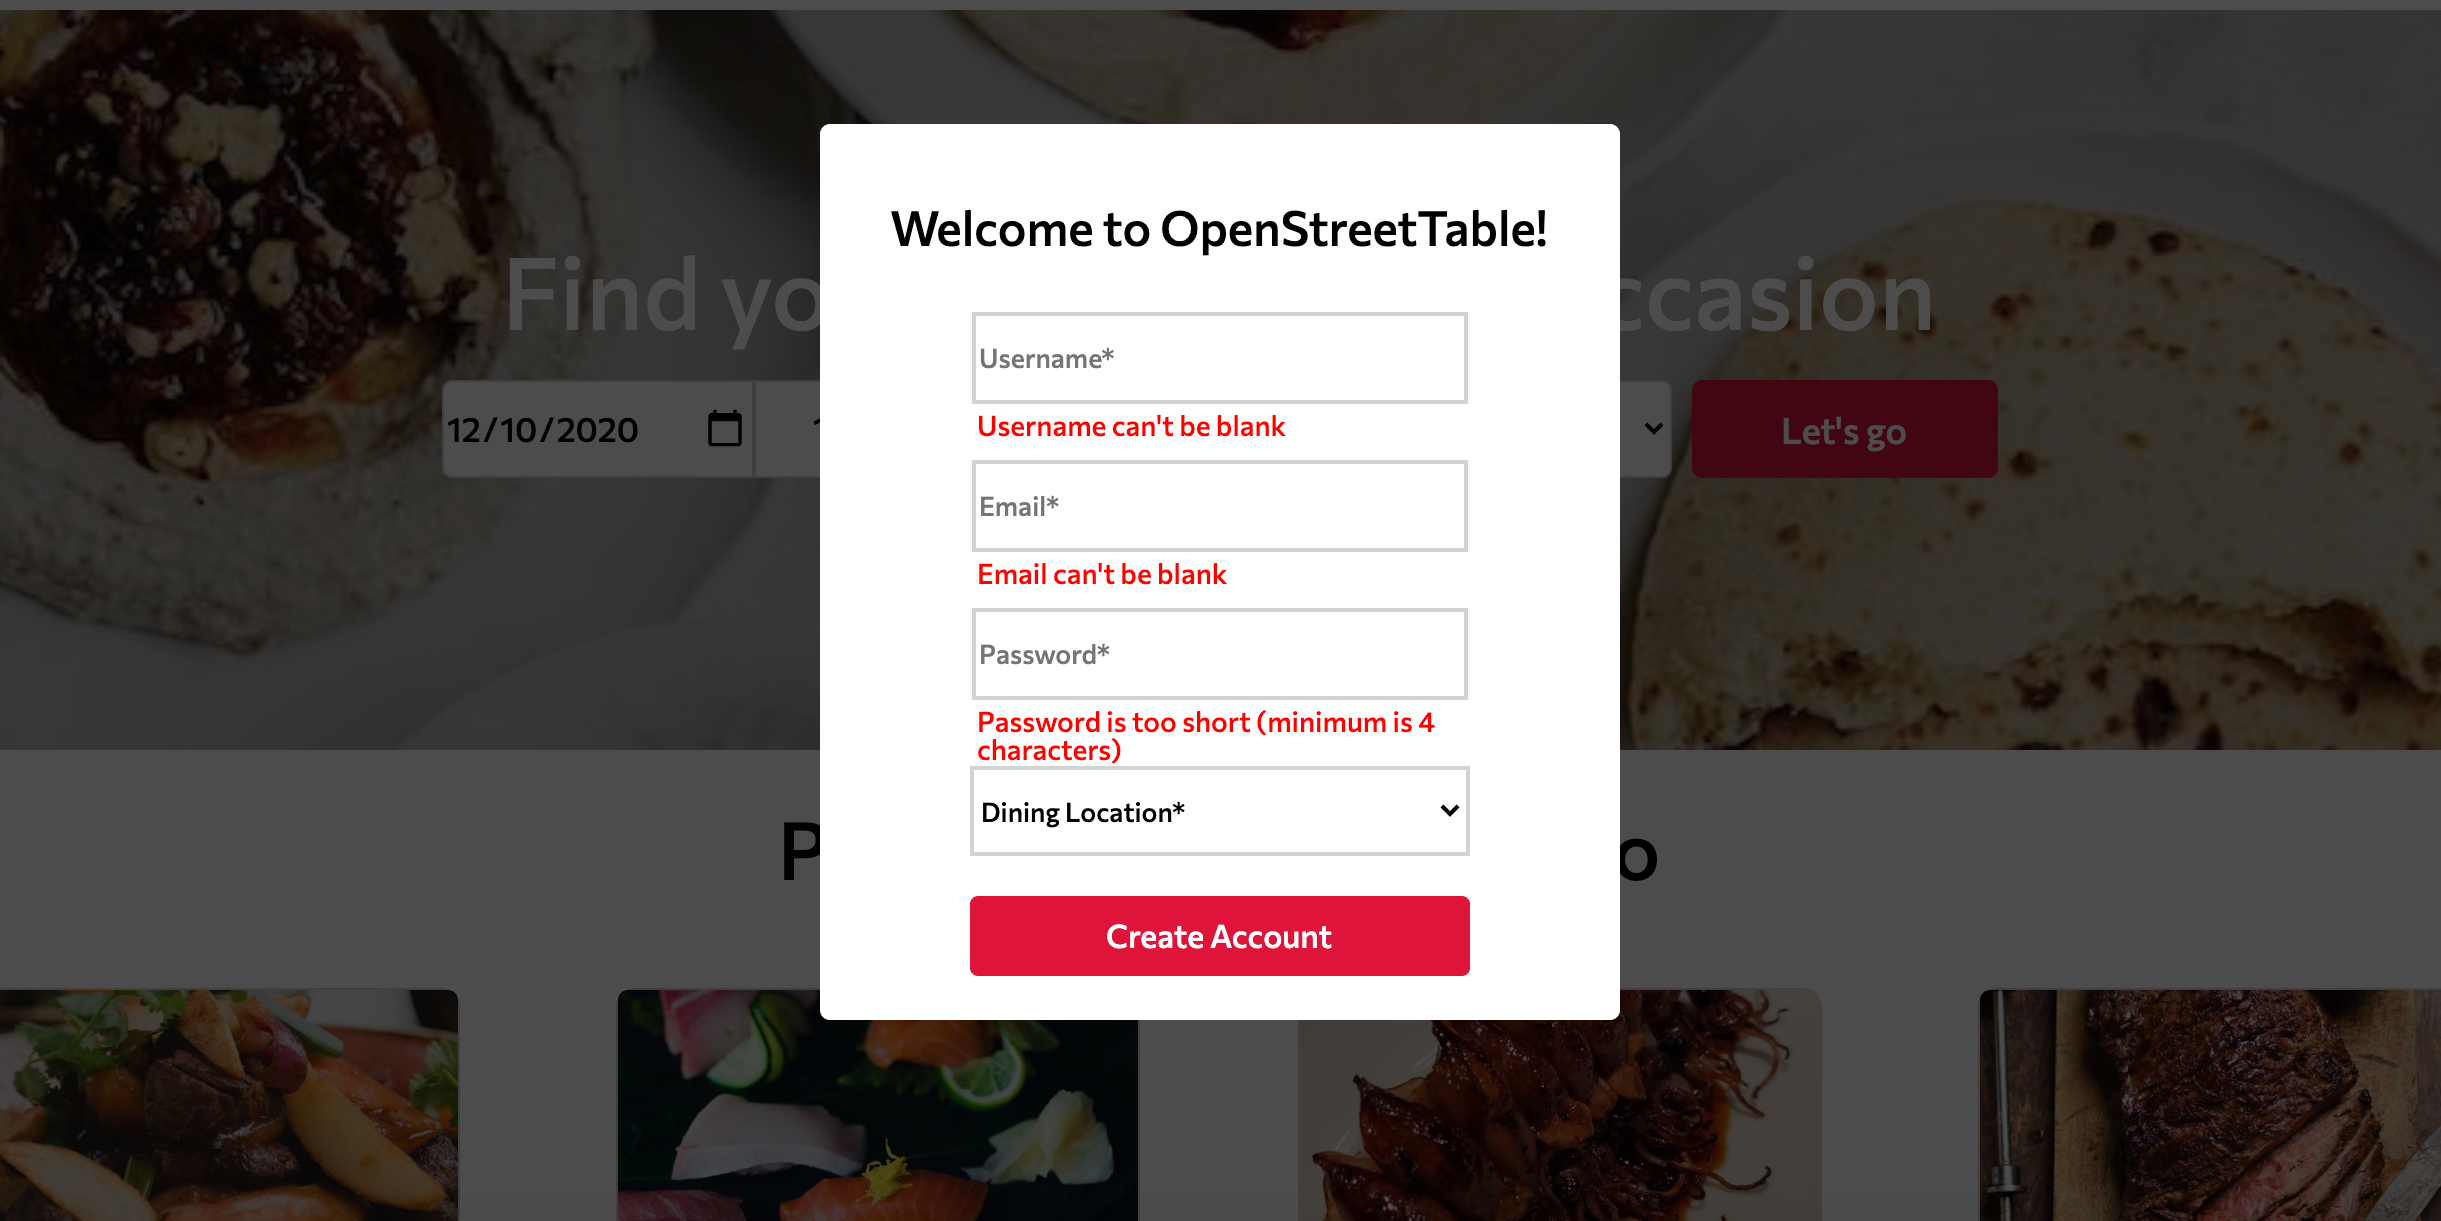 Welcome to OpenStreetTable!
Find yo
ccasion
Username*
12/10/2020
Let's go
Username can't be blank
Email*
Email can't be blank
Password*
Password is too short (minimum is 4
characters)
Dining Location*
P
o
Create Account